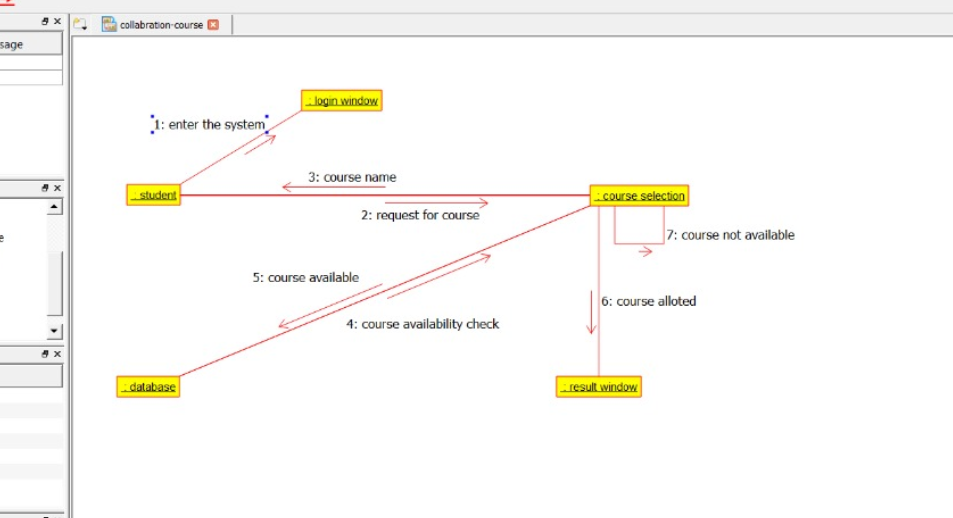 sage
collabration-course
: login window
1: enter the system
3: course name
: student
: course selection
2: request for course
7: course not available
e
5: course available
6: course alloted
4: course availability check
: database
: result window